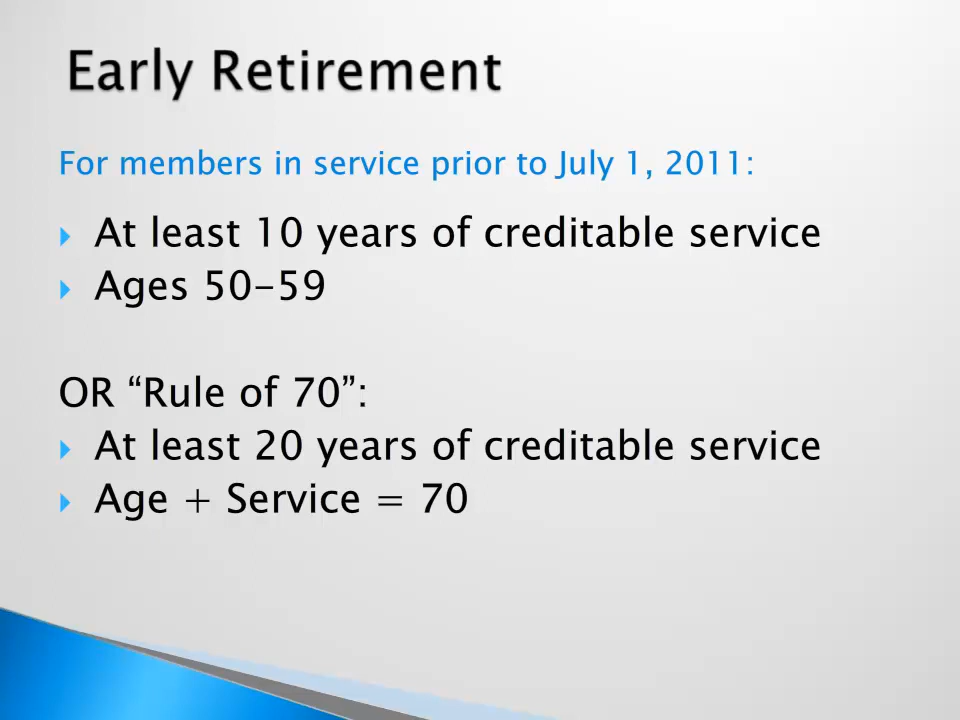 Early Retirement
For members in service prior to July 1, 2011:
At least 10 years of creditable service
Ages 50-59
OR “Rule of 70”:
At least 20 years of creditable service
Age + Service = 70